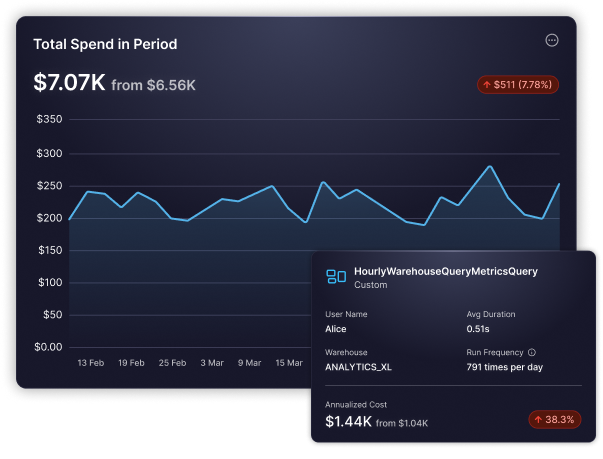 Total Spend in Period
$7.07K from $6.56K
$511 (7.78%)
$350
$300
$250
$200
$150
$100
$50
$0.00
13 Feb 19 Feb 25 Feb 3 Mar 9 Mar 15 Mar
HourlyWarehouseQueryMetricsQuery
Custom
User Name
Alice
Avg Duration
0.51s
Warehouse
ANALYTICS_XL
Run Frequency
791 times per day
Annualized Cost
$1.44K from $1.04K
38.3%